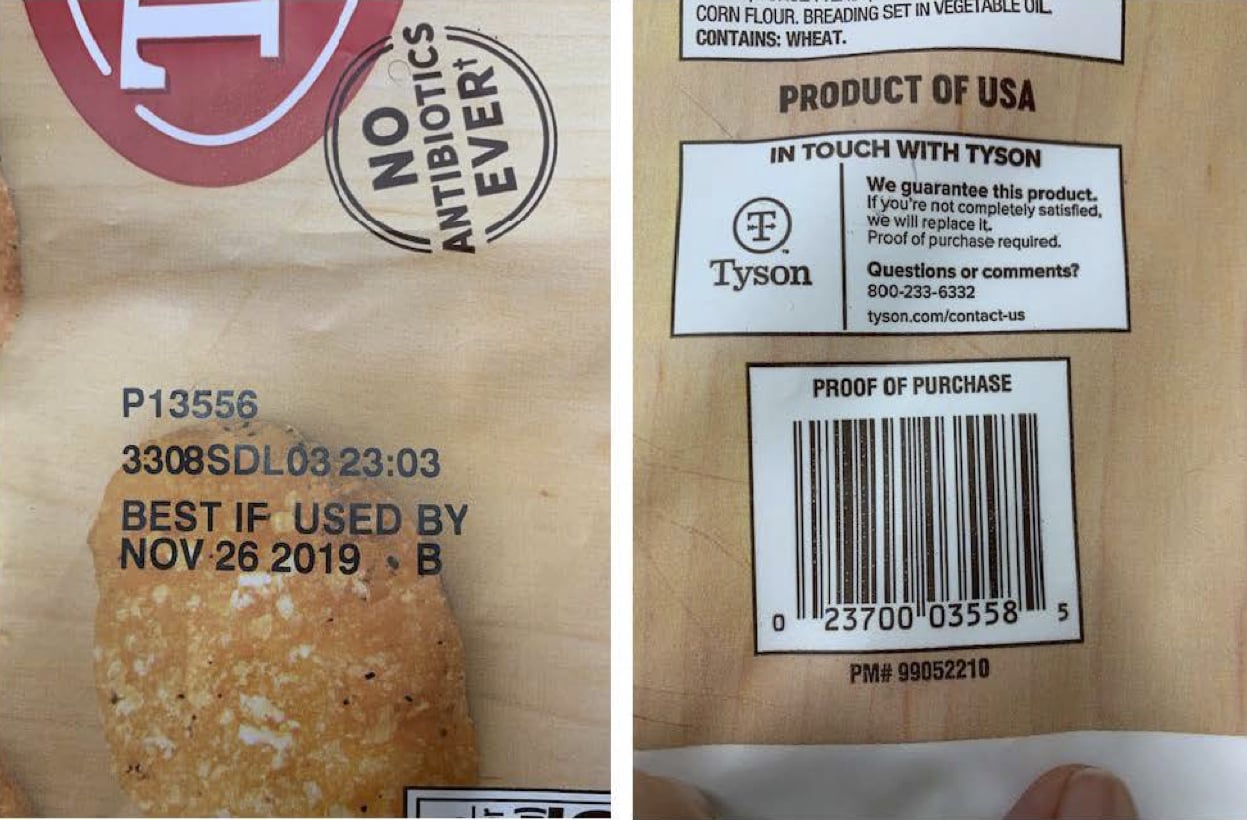 T
NO
ANTIBIOTICS
EVER†
P13556
3308SDL03 23:03
BEST IF USED BY
NOV 26 2019 B
CORN FLOUR. BREADING SET IN VEGETABLE OIL.
CONTAINS: WHEAT.
PRODUCT OF USA
IN TOUCH WITH TYSON
T
™
Tyson
We guarantee this product.
If you're not completely satisfied,
we will replace it.
Proof of purchase required.
Questions or comments?
800-233-6332
tyson.com/contact-us
PROOF OF PURCHASE
0 23700 03558 5
PM# 99052210